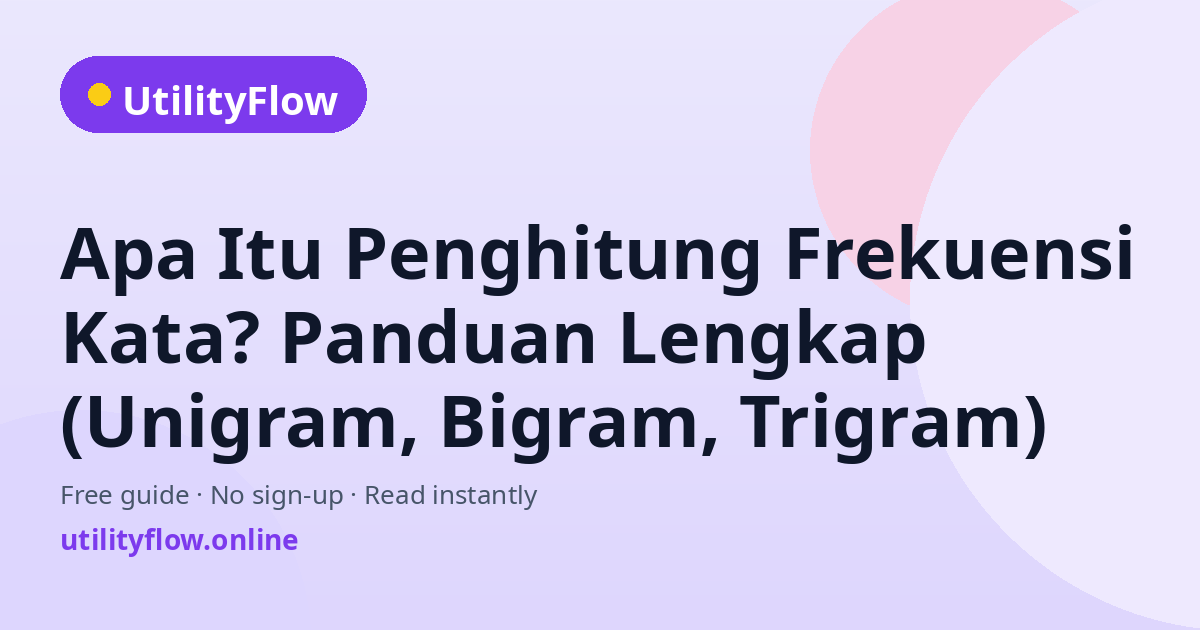 UtilityFlow
Apa Itu Penghitung Frekuensi
Kata? Panduan Lengkap
(Unigram, Bigram, Trigram)
Free guide · No sign-up · Read instantly
utilityflow.online